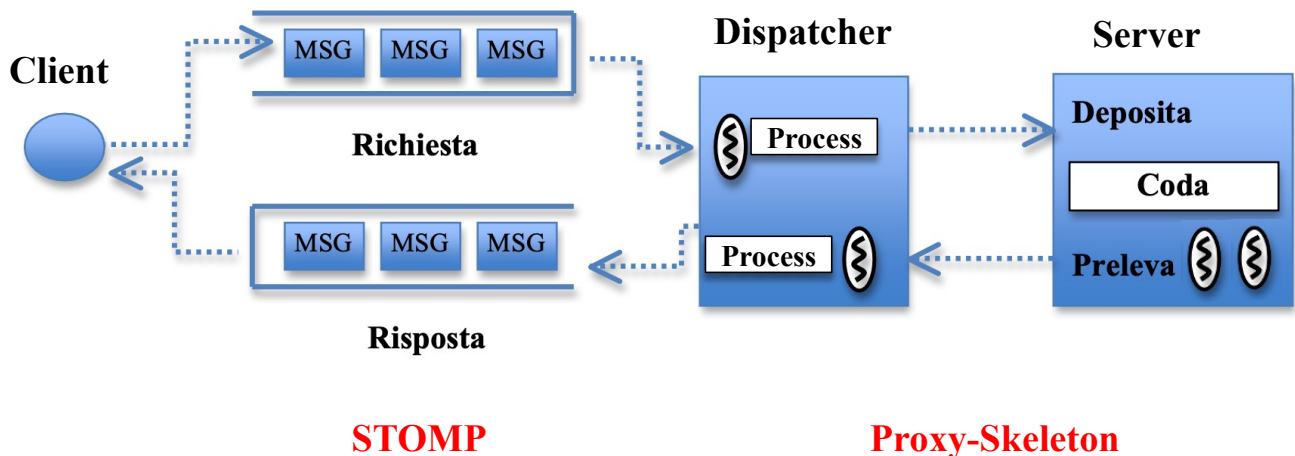 Client
MSG MSG MSG
Richiesta
MSG MSG MSG
Risposta
Dispatcher
Process
Process
Server
Deposita
Coda
Preleva
STOMP
Proxy-Skeleton